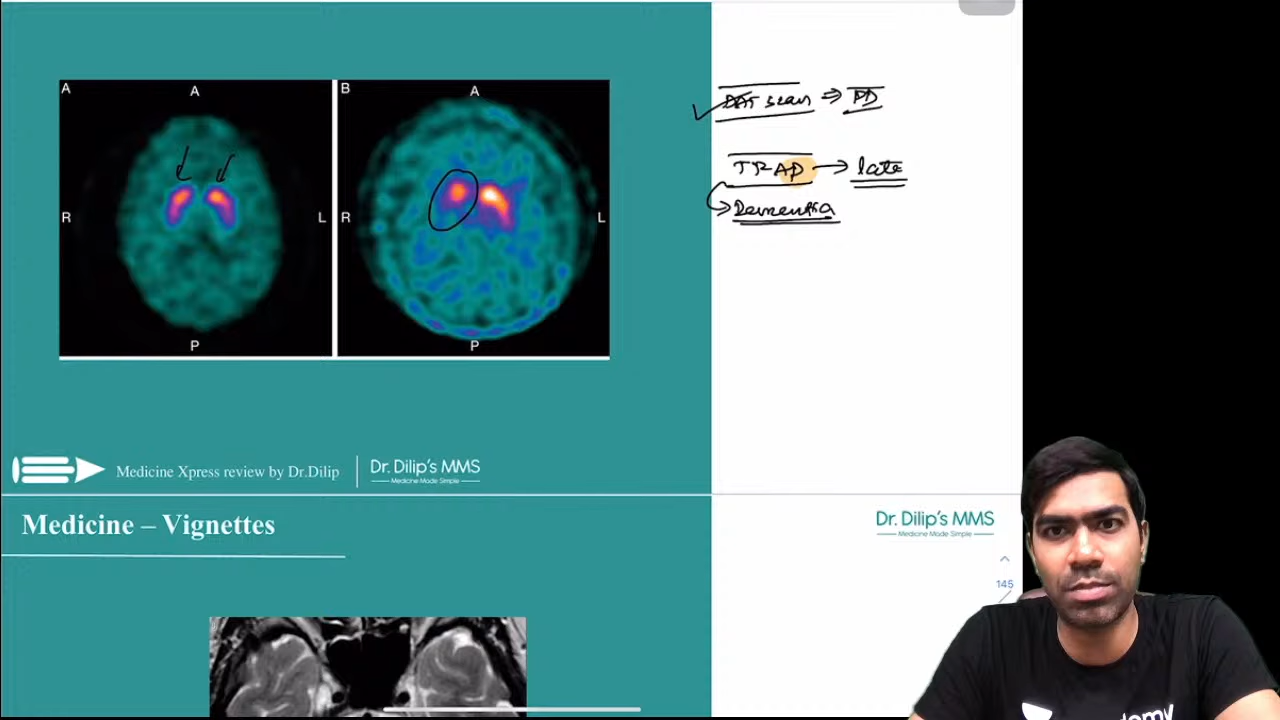 A
A
R
L
P
B
A
R
L
P
DAT scan ⇒ PD
TRAP → late
→ Dementia
Medicine Xpress review by Dr.Dilip
Dr. Dilip's MMS
Medicine Made Simple
Medicine – Vignettes
Dr. Dilip's MMS
Medicine Made Simple
145